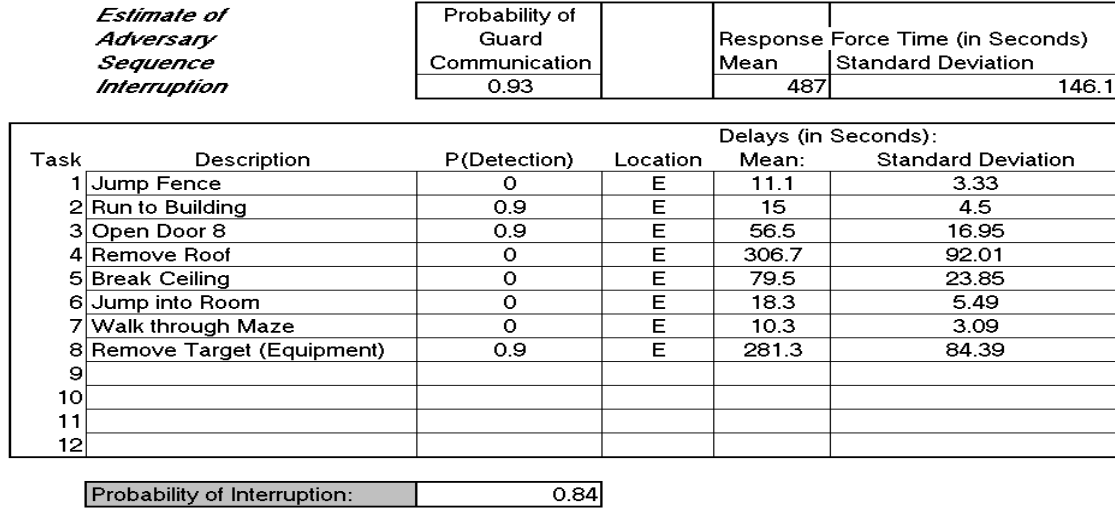 Estimate of Probability of
Adversary Guard Response Force Time (in Seconds)
Sequence Communication Mean Standard Deviation
Interruption 0.93 487 146.1
Delays (in Seconds):
Task Description P(Detection) Location Mean: Standard Deviation
1 Jump Fence 0 E 11.1 3.33
2 Run to Building 0.9 E 15 4.5
3 Open Door 8 0.9 E 56.5 16.95
4 Remove Roof 0 E 306.7 92.01
5 Break Ceiling 0 E 79.5 23.85
6 Jump into Room 0 E 18.3 5.49
7 Walk through Maze 0 E 10.3 3.09
8 Remove Target (Equipment) 0.9 E 281.3 84.39
9
10
11
12
Probability of Interruption: 0.84